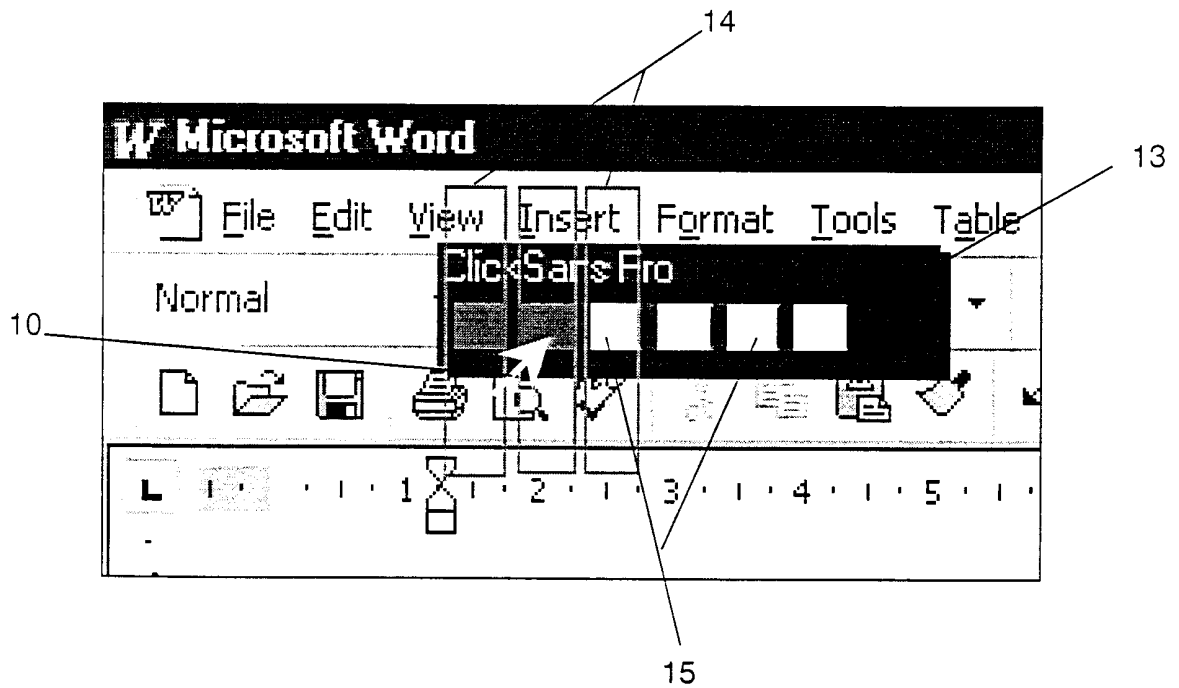 14
Microsoft Word
13
File Edit View Insert Format Tools Table
ClickSans Pro
Normal
10
L 1 2 3 4 5
15